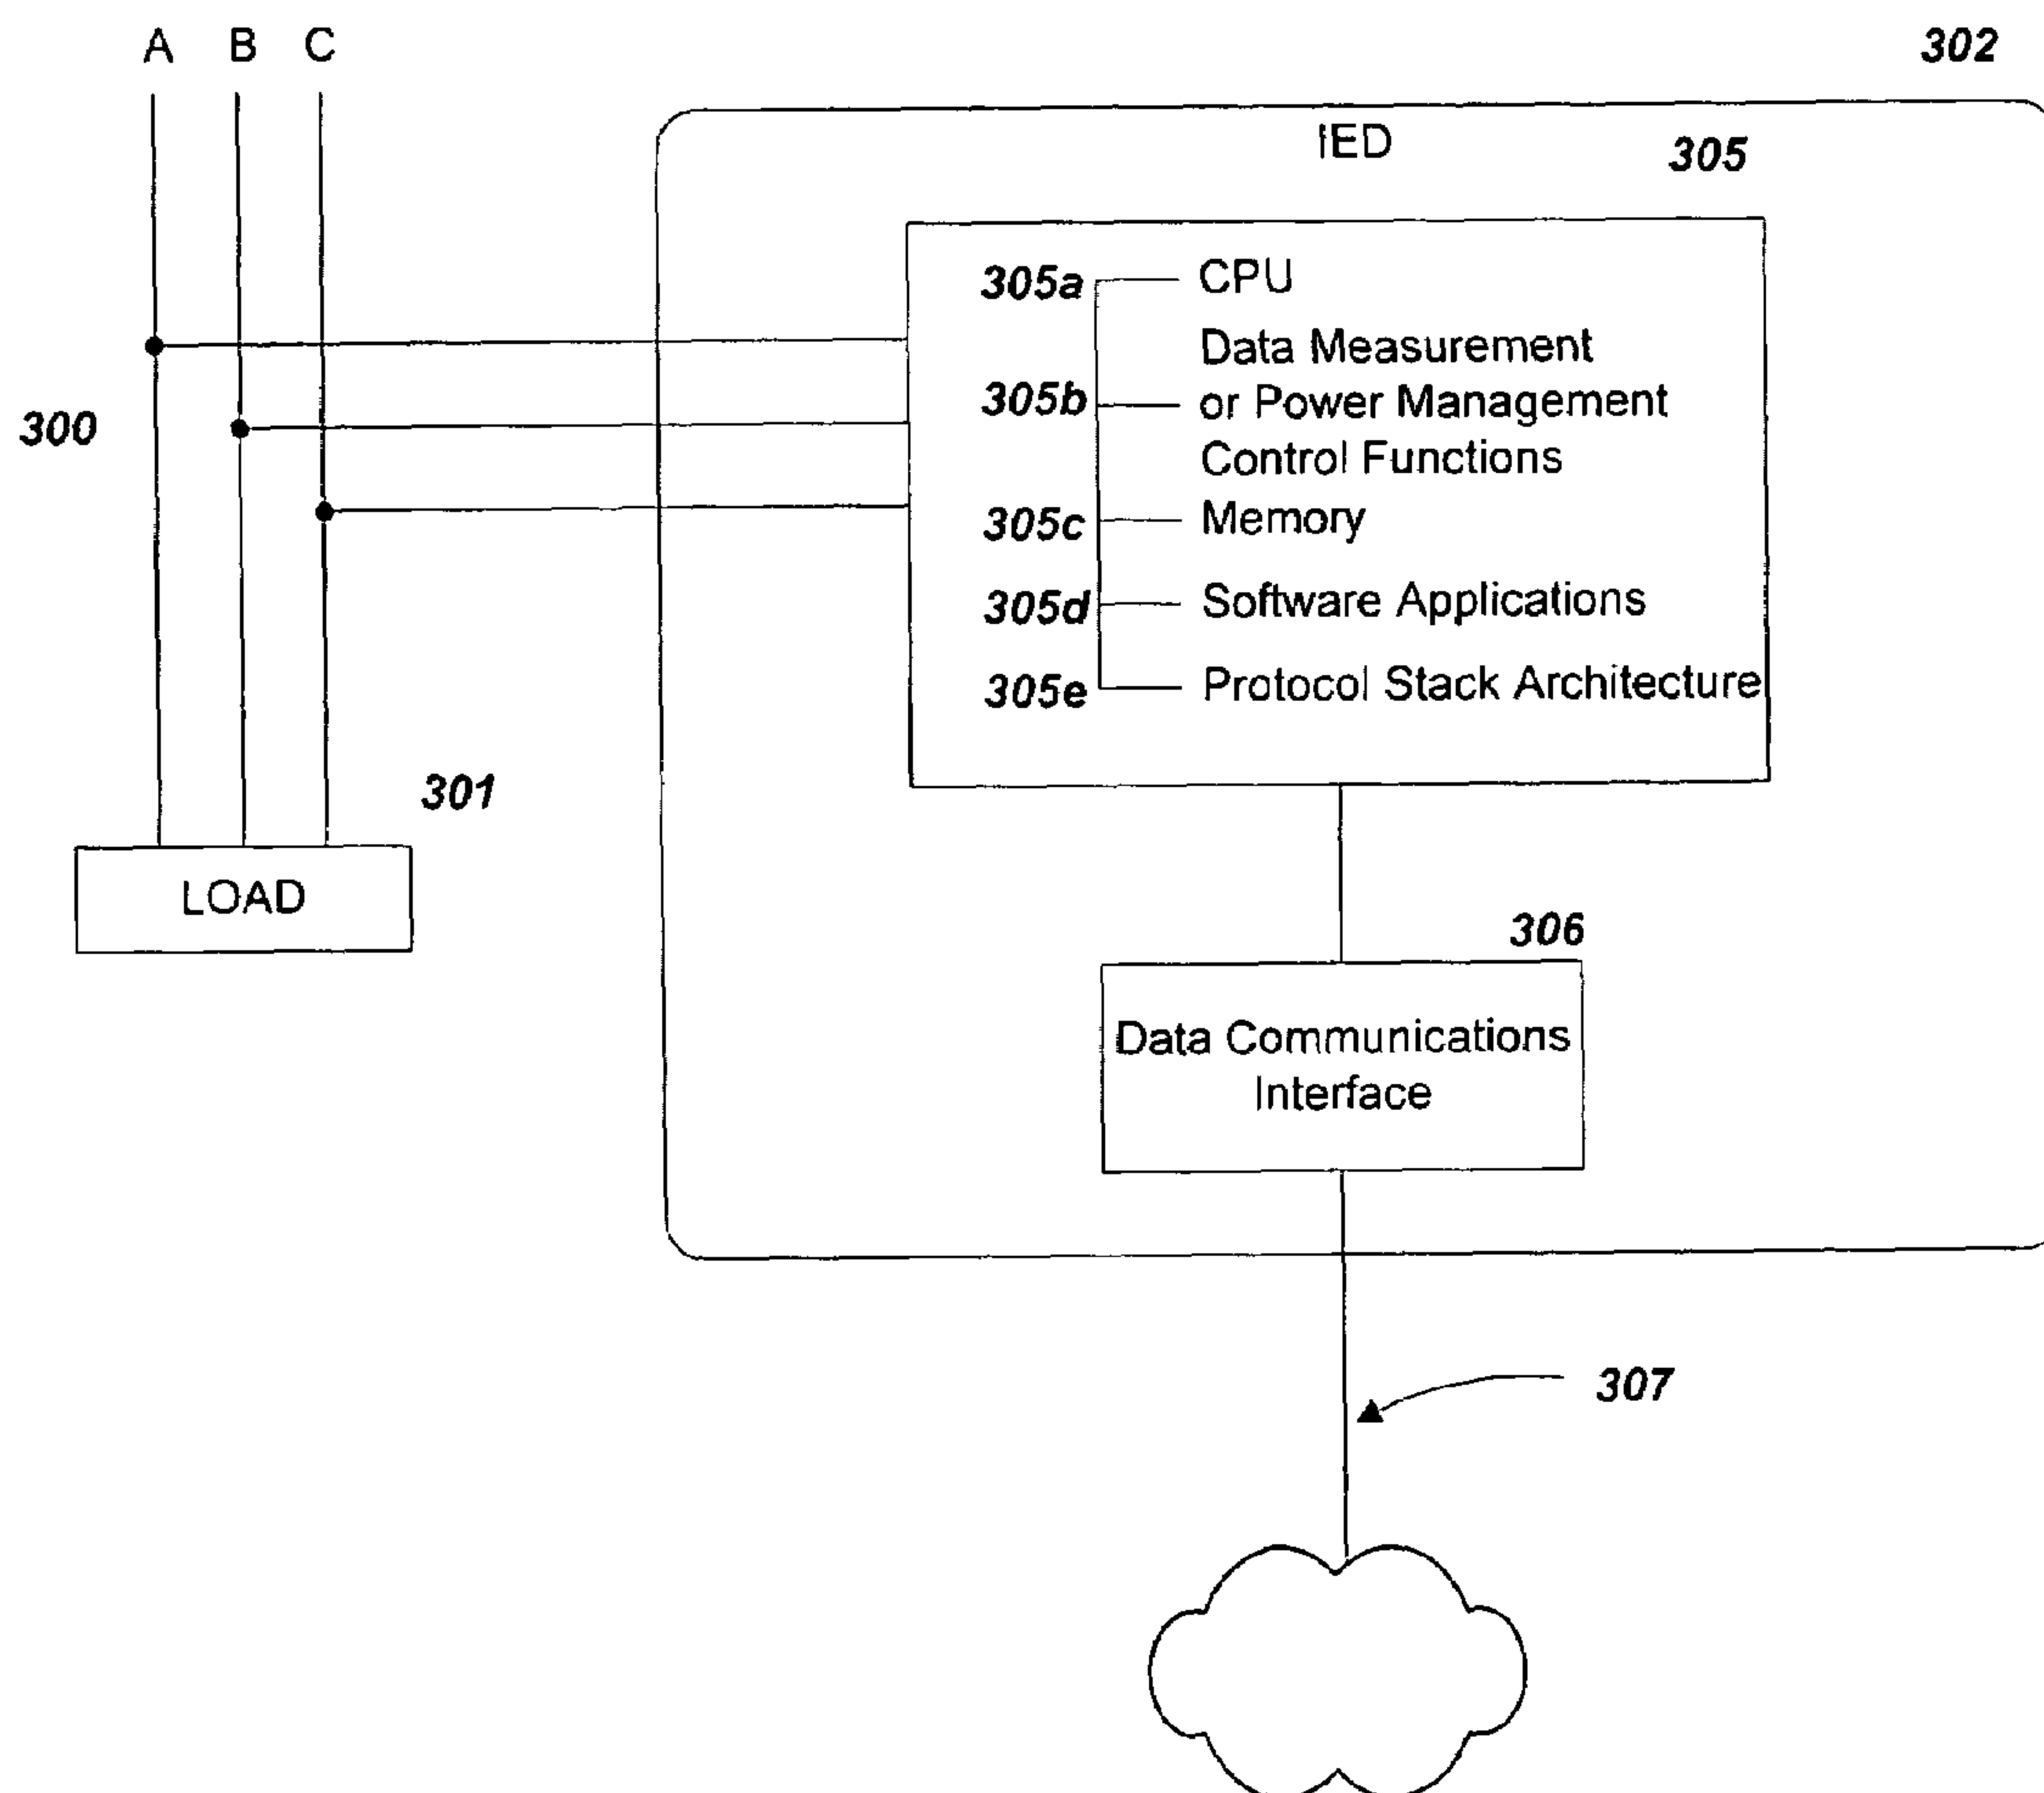 A B C
302
IED
305
305a CPU
Data Measurement
305b or Power Management
Control Functions
300
305c Memory
305d Software Applications
305e Protocol Stack Architecture
301
LOAD
306
Data Communications
Interface
307